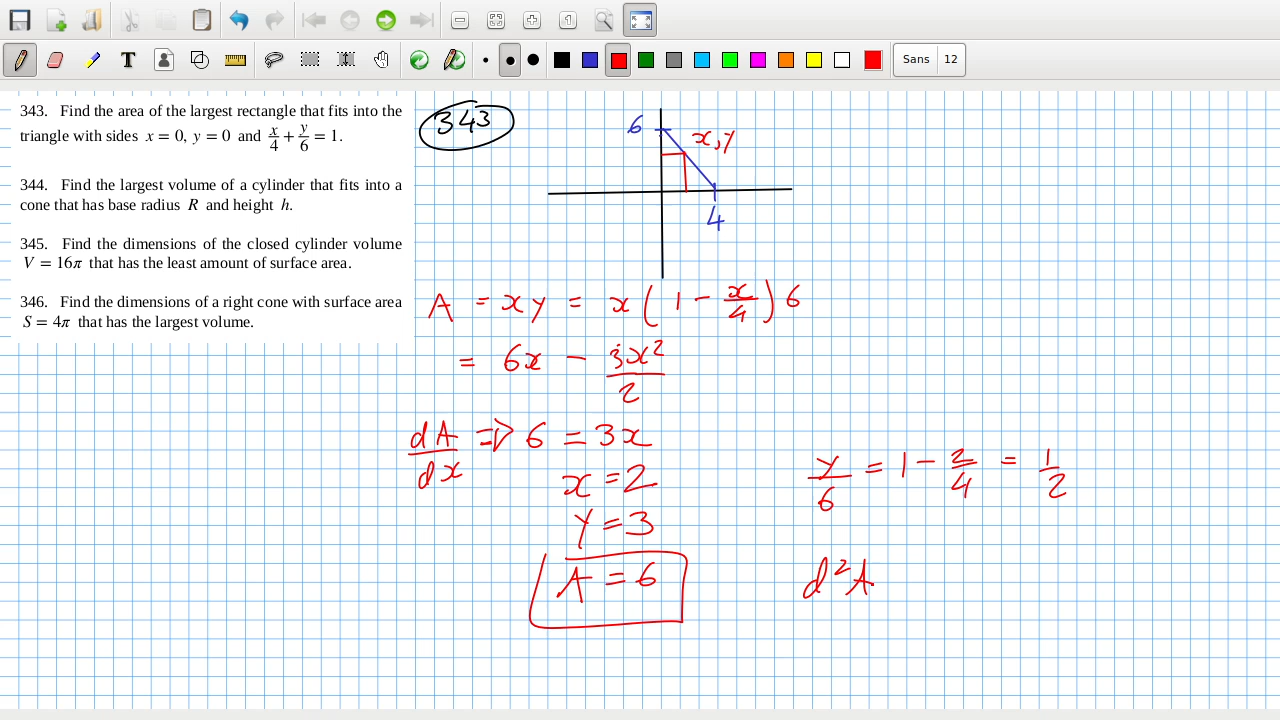 Sans 12
343. Find the area of the largest rectangle that fits into the
triangle with sides x = 0, y = 0 and x/4 + y/6 = 1.
344. Find the largest volume of a cylinder that fits into a
cone that has base radius R and height h.
345. Find the dimensions of the closed cylinder volume
V = 16π that has the least amount of surface area.
346. Find the dimensions of a right cone with surface area
S = 4π that has the largest volume.
343
6
x,y
4
A = xy = x(1 - x/4)6
= 6x - 3x²/2
dA/dx => 6 = 3x
x = 2
y = 3
A = 6
y/6 = 1 - 2/4 = 1/2
d²A